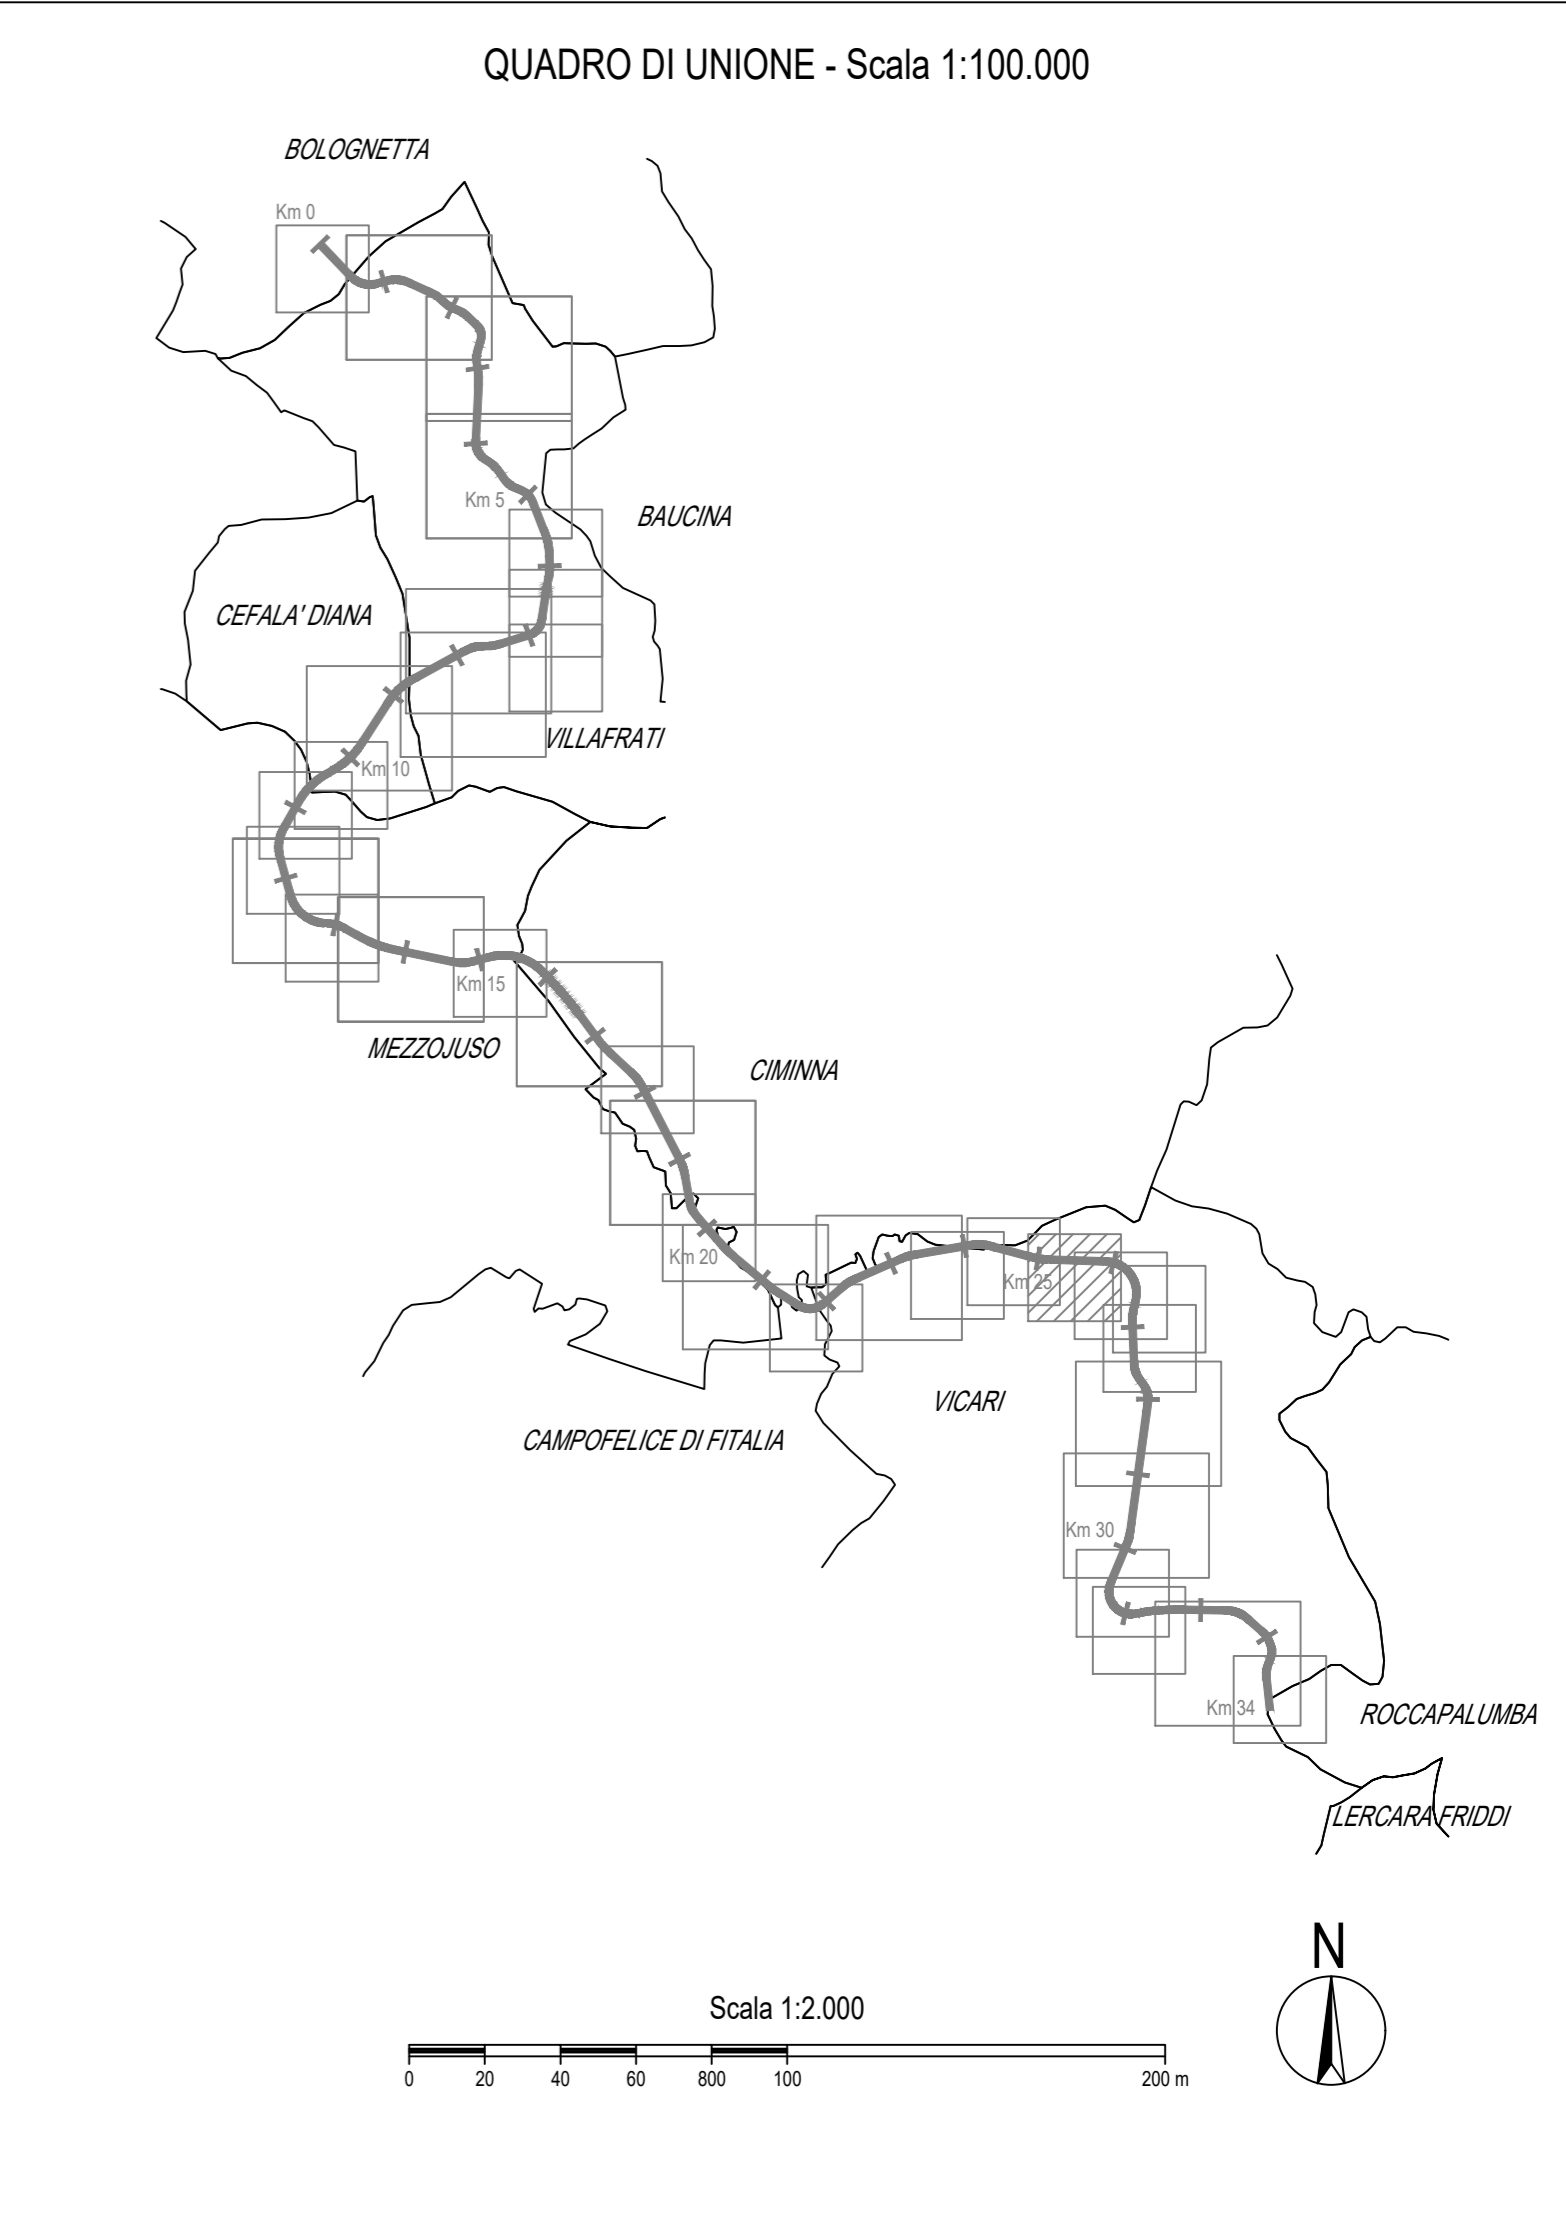 QUADRO DI UNIONE - Scala 1:100.000
BOLOGNETTA
Km 0
Km 5
BAUCINA
CEFALA' DIANA
VILLAFRATI
Km 10
Km 15
MEZZOJUSO
CIMINNA
Km 20
Km 25
VICARI
CAMPOFELICE DI FITALIA
Km 30
Km 34
ROCCAPALUMBA
LERCARA FRIDDI
N
Scala 1:2.000
0 20 40 60 800 100 200 m